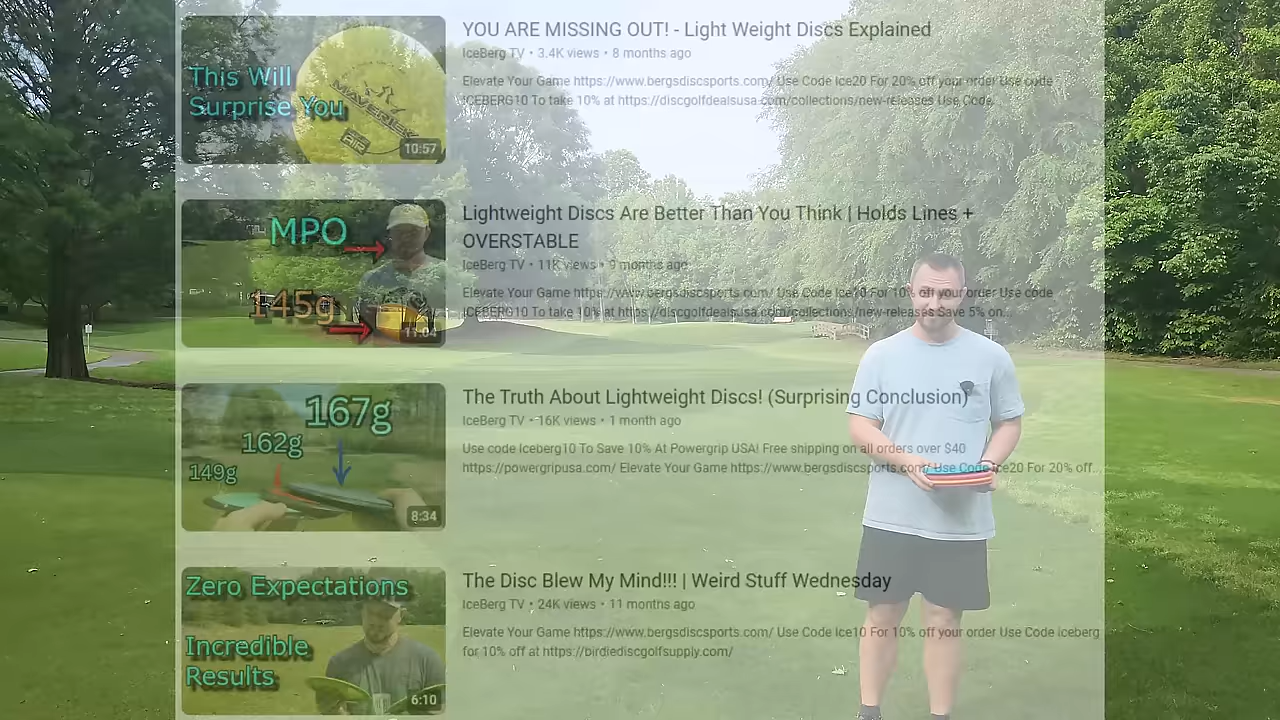 YOU ARE MISSING OUT! - Light Weight Discs Explained
IceBerg TV • 3.4K views • 8 months ago
This Will
Surprise You
MAVERICK
10:57
Elevate Your Game https://www.bergsdiscsports.com/ Use Code Ice20 For 20% off your order Use code
ICEBERG10 To take 10% at https://discgolfdealsusa.com/collections/new-releases Use Code...
Lightweight Discs Are Better Than You Think | Holds Lines +
OVERSTABLE
IceBerg TV • 11K views • 9 months ago
MPO
145g
11:04
Elevate Your Game https://www.bergsdiscsports.com/ Use Code Ice10 For 10% off your order Use code
ICEBERG10 To take 10% at https://discgolfdealsusa.com/collections/new-releases Save 5% on...
The Truth About Lightweight Discs! (Surprising Conclusion)
IceBerg TV • 16K views • 1 month ago
167g
162g
149g
8:34
Use code Iceberg10 To Save 10% At Powergrip USA! Free shipping on all orders over $40
https://powergripusa.com/ Elevate Your Game https://www.bergsdiscsports.com/ Use Code Ice20 For 20% off...
The Disc Blew My Mind!!! | Weird Stuff Wednesday
IceBerg TV • 24K views • 11 months ago
Zero Expectations
Incredible
Results
6:10
Elevate Your Game https://www.bergsdiscsports.com/ Use Code Ice10 For 10% off your order Use Code iceberg
for 10% off at https://birdiediscgolfsupply.com/